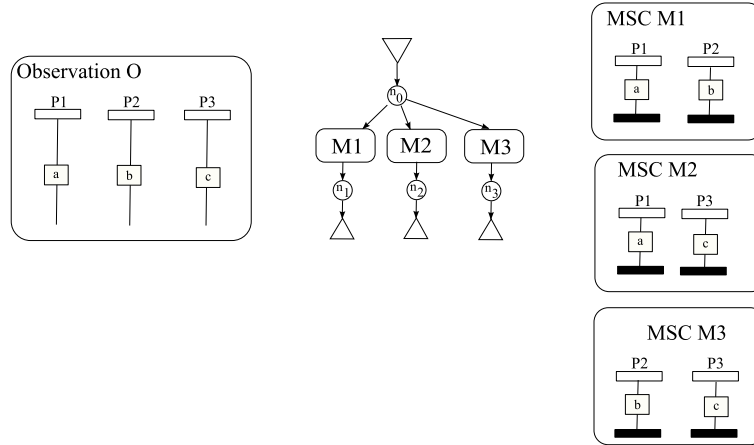 Observation O
P1 P2 P3
a b c
n0
M1 M2 M3
n1 n2 n3
MSC M1
P1 P2
a b
MSC M2
P1 P3
a c
MSC M3
P2 P3
b c